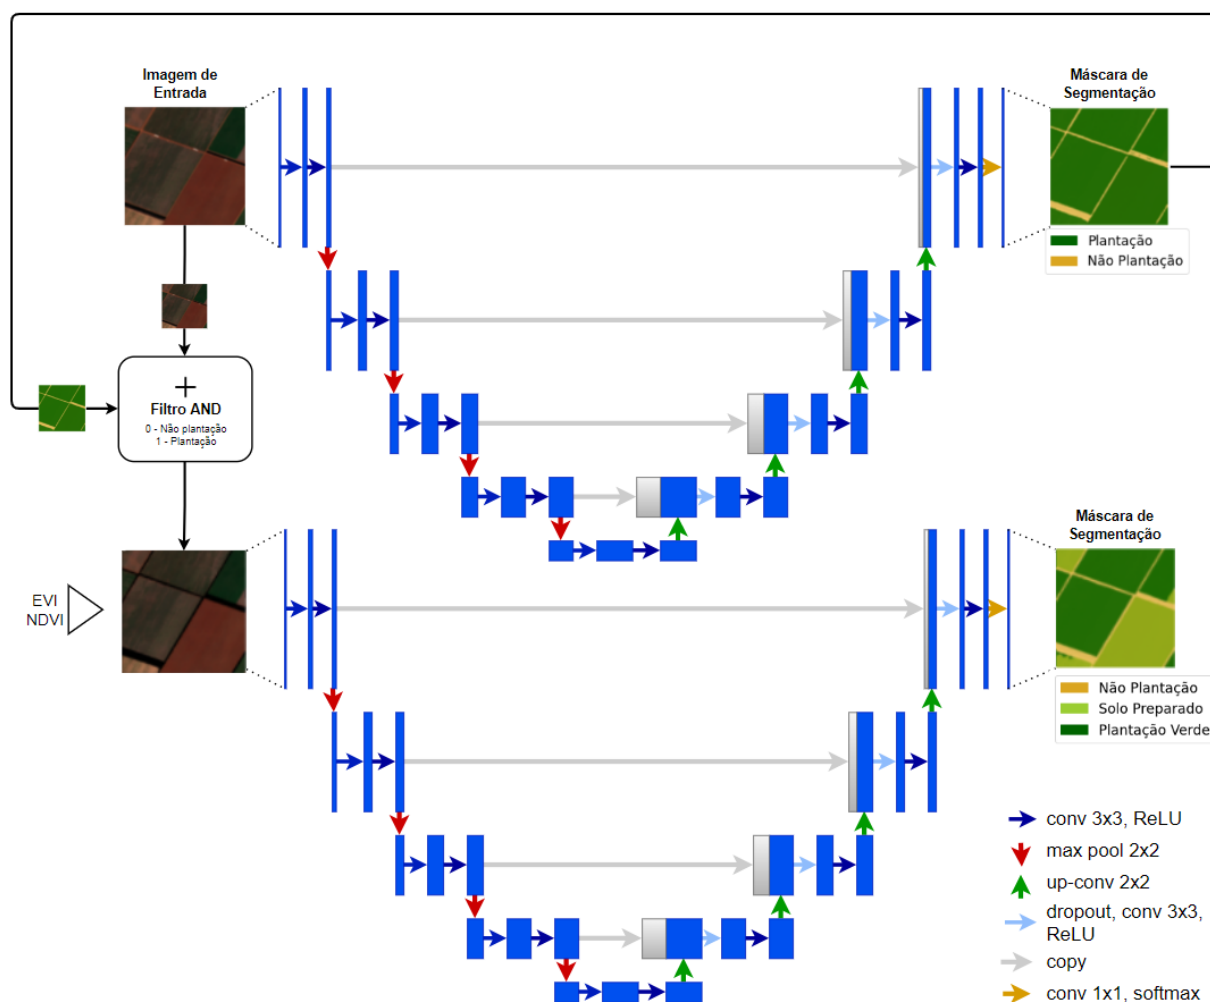 Imagem de
Entrada
Máscara de
Segmentação
Plantação
Não Plantação
+
Filtro AND
0 - Não plantação
1 - Plantação
EVI
NDVI
Máscara de
Segmentação
Não Plantação
Solo Preparado
Plantação Verde
conv 3x3, ReLU
max pool 2x2
up-conv 2x2
dropout, conv 3x3,
ReLU
copy
conv 1x1, softmax